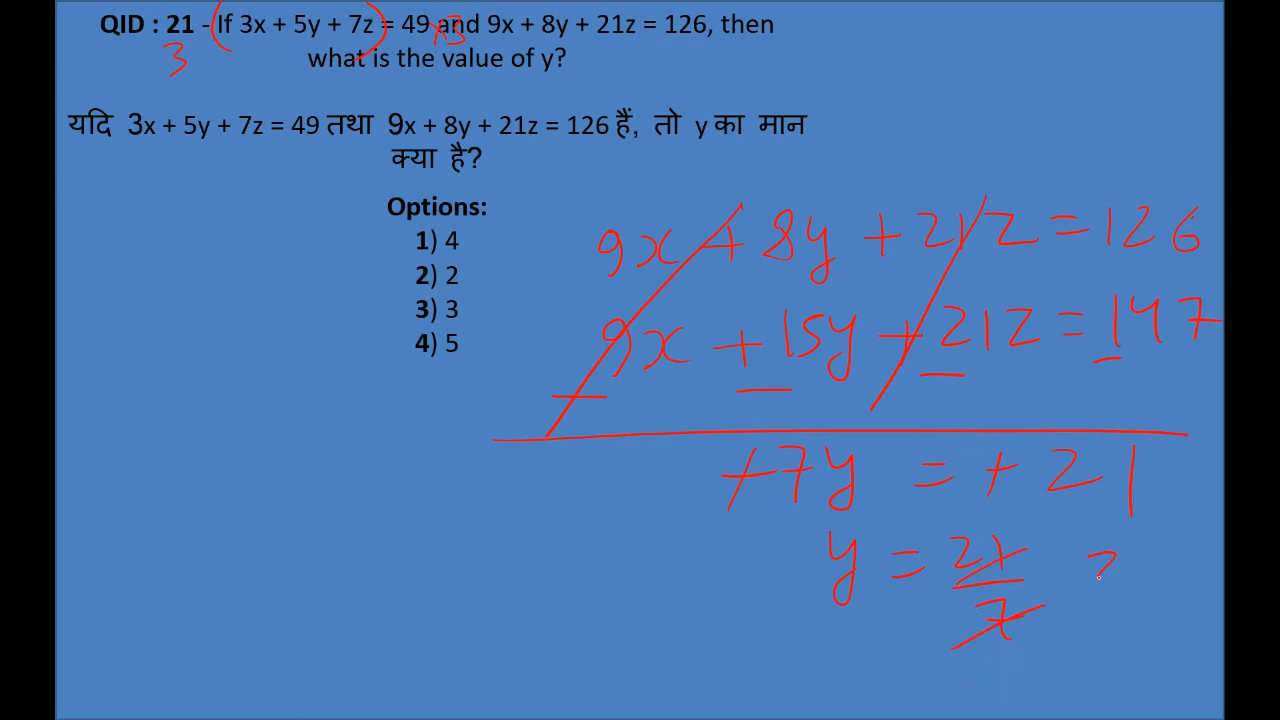 QID : 21 - If 3x + 5y + 7z = 49 and 9x + 8y + 21z = 126, then
×3
3
what is the value of y?
यदि 3x + 5y + 7z = 49 तथा 9x + 8y + 21z = 126 हैं, तो y का मान
क्या है?
Options:
1) 4
2) 2
3) 3
4) 5
9x + 8y + 21z = 126
9x + 15y + 21z = 147
+7y = +21
y = 21/7